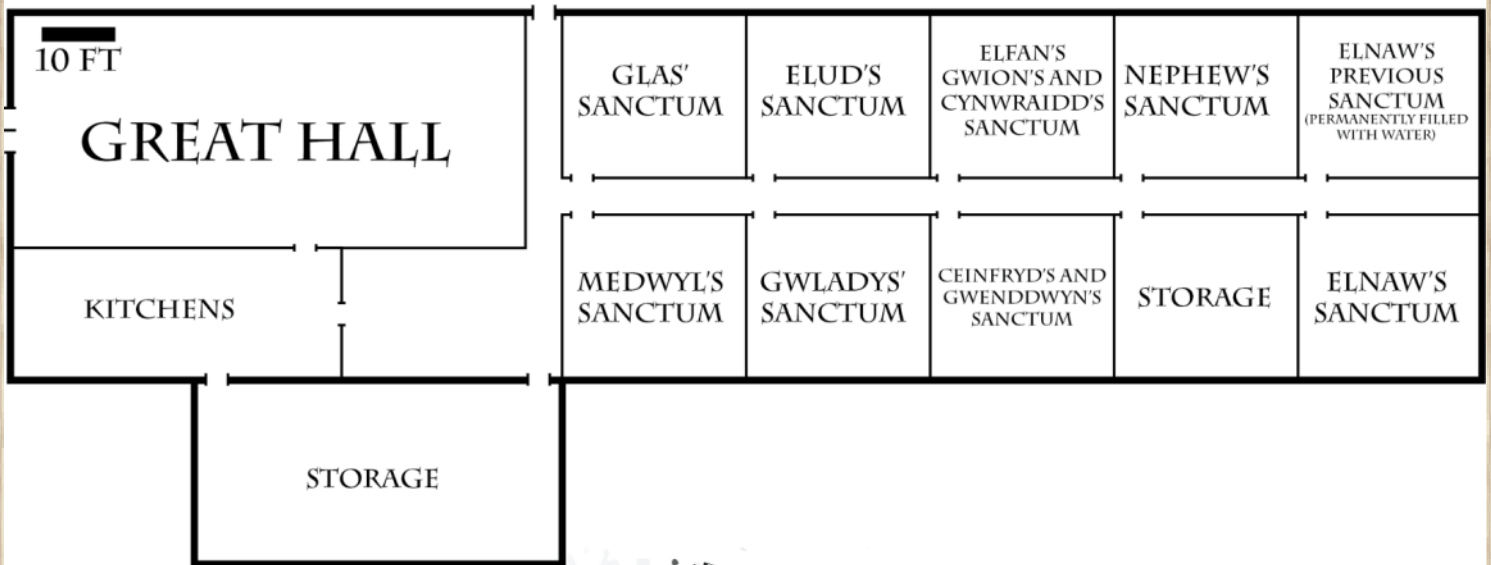 10 FT
GREAT HALL
GLAS'
SANCTUM
ELUD'S
SANCTUM
ELFAN'S
GWION'S AND
CYNWRAIDD'S
SANCTUM
NEPHEW'S
SANCTUM
ELNAW'S
PREVIOUS
SANCTUM
(PERMANENTLY FILLED
WITH WATER)
KITCHENS
MEDWYL'S
SANCTUM
GWLADYS'
SANCTUM
CEINFRYD'S AND
GWENDDWYN'S
SANCTUM
STORAGE
ELNAW'S
SANCTUM
STORAGE